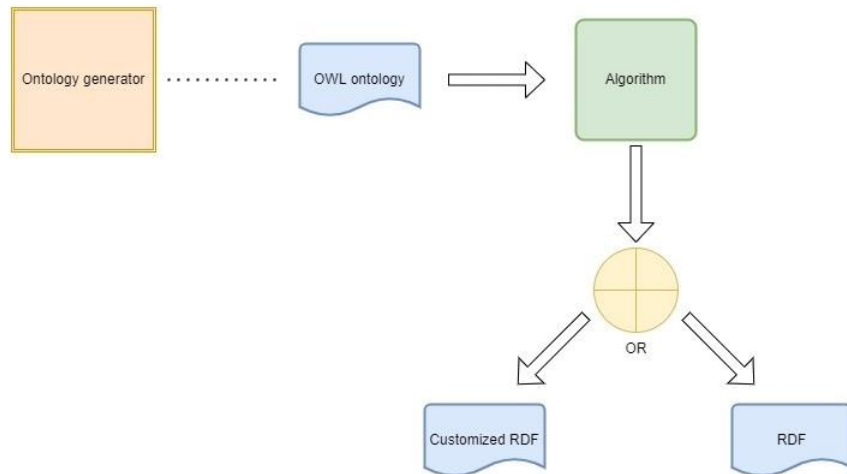 Ontology generator
OWL ontology
Algorithm
OR
Customized RDF
RDF